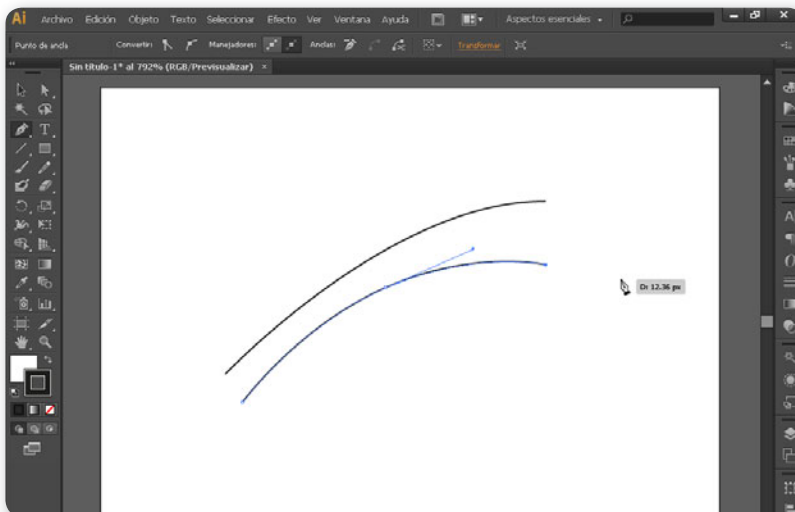 Ai Archivo Edición Objeto Texto Seleccionar Efecto Ver Ventana Ayuda Aspectos esenciales
Punto de ancla Convertir: Manejadores: Anclas: Transformar
Sin título-1* al 792% (RGB/Previsualizar) ×
D: 12.36 px